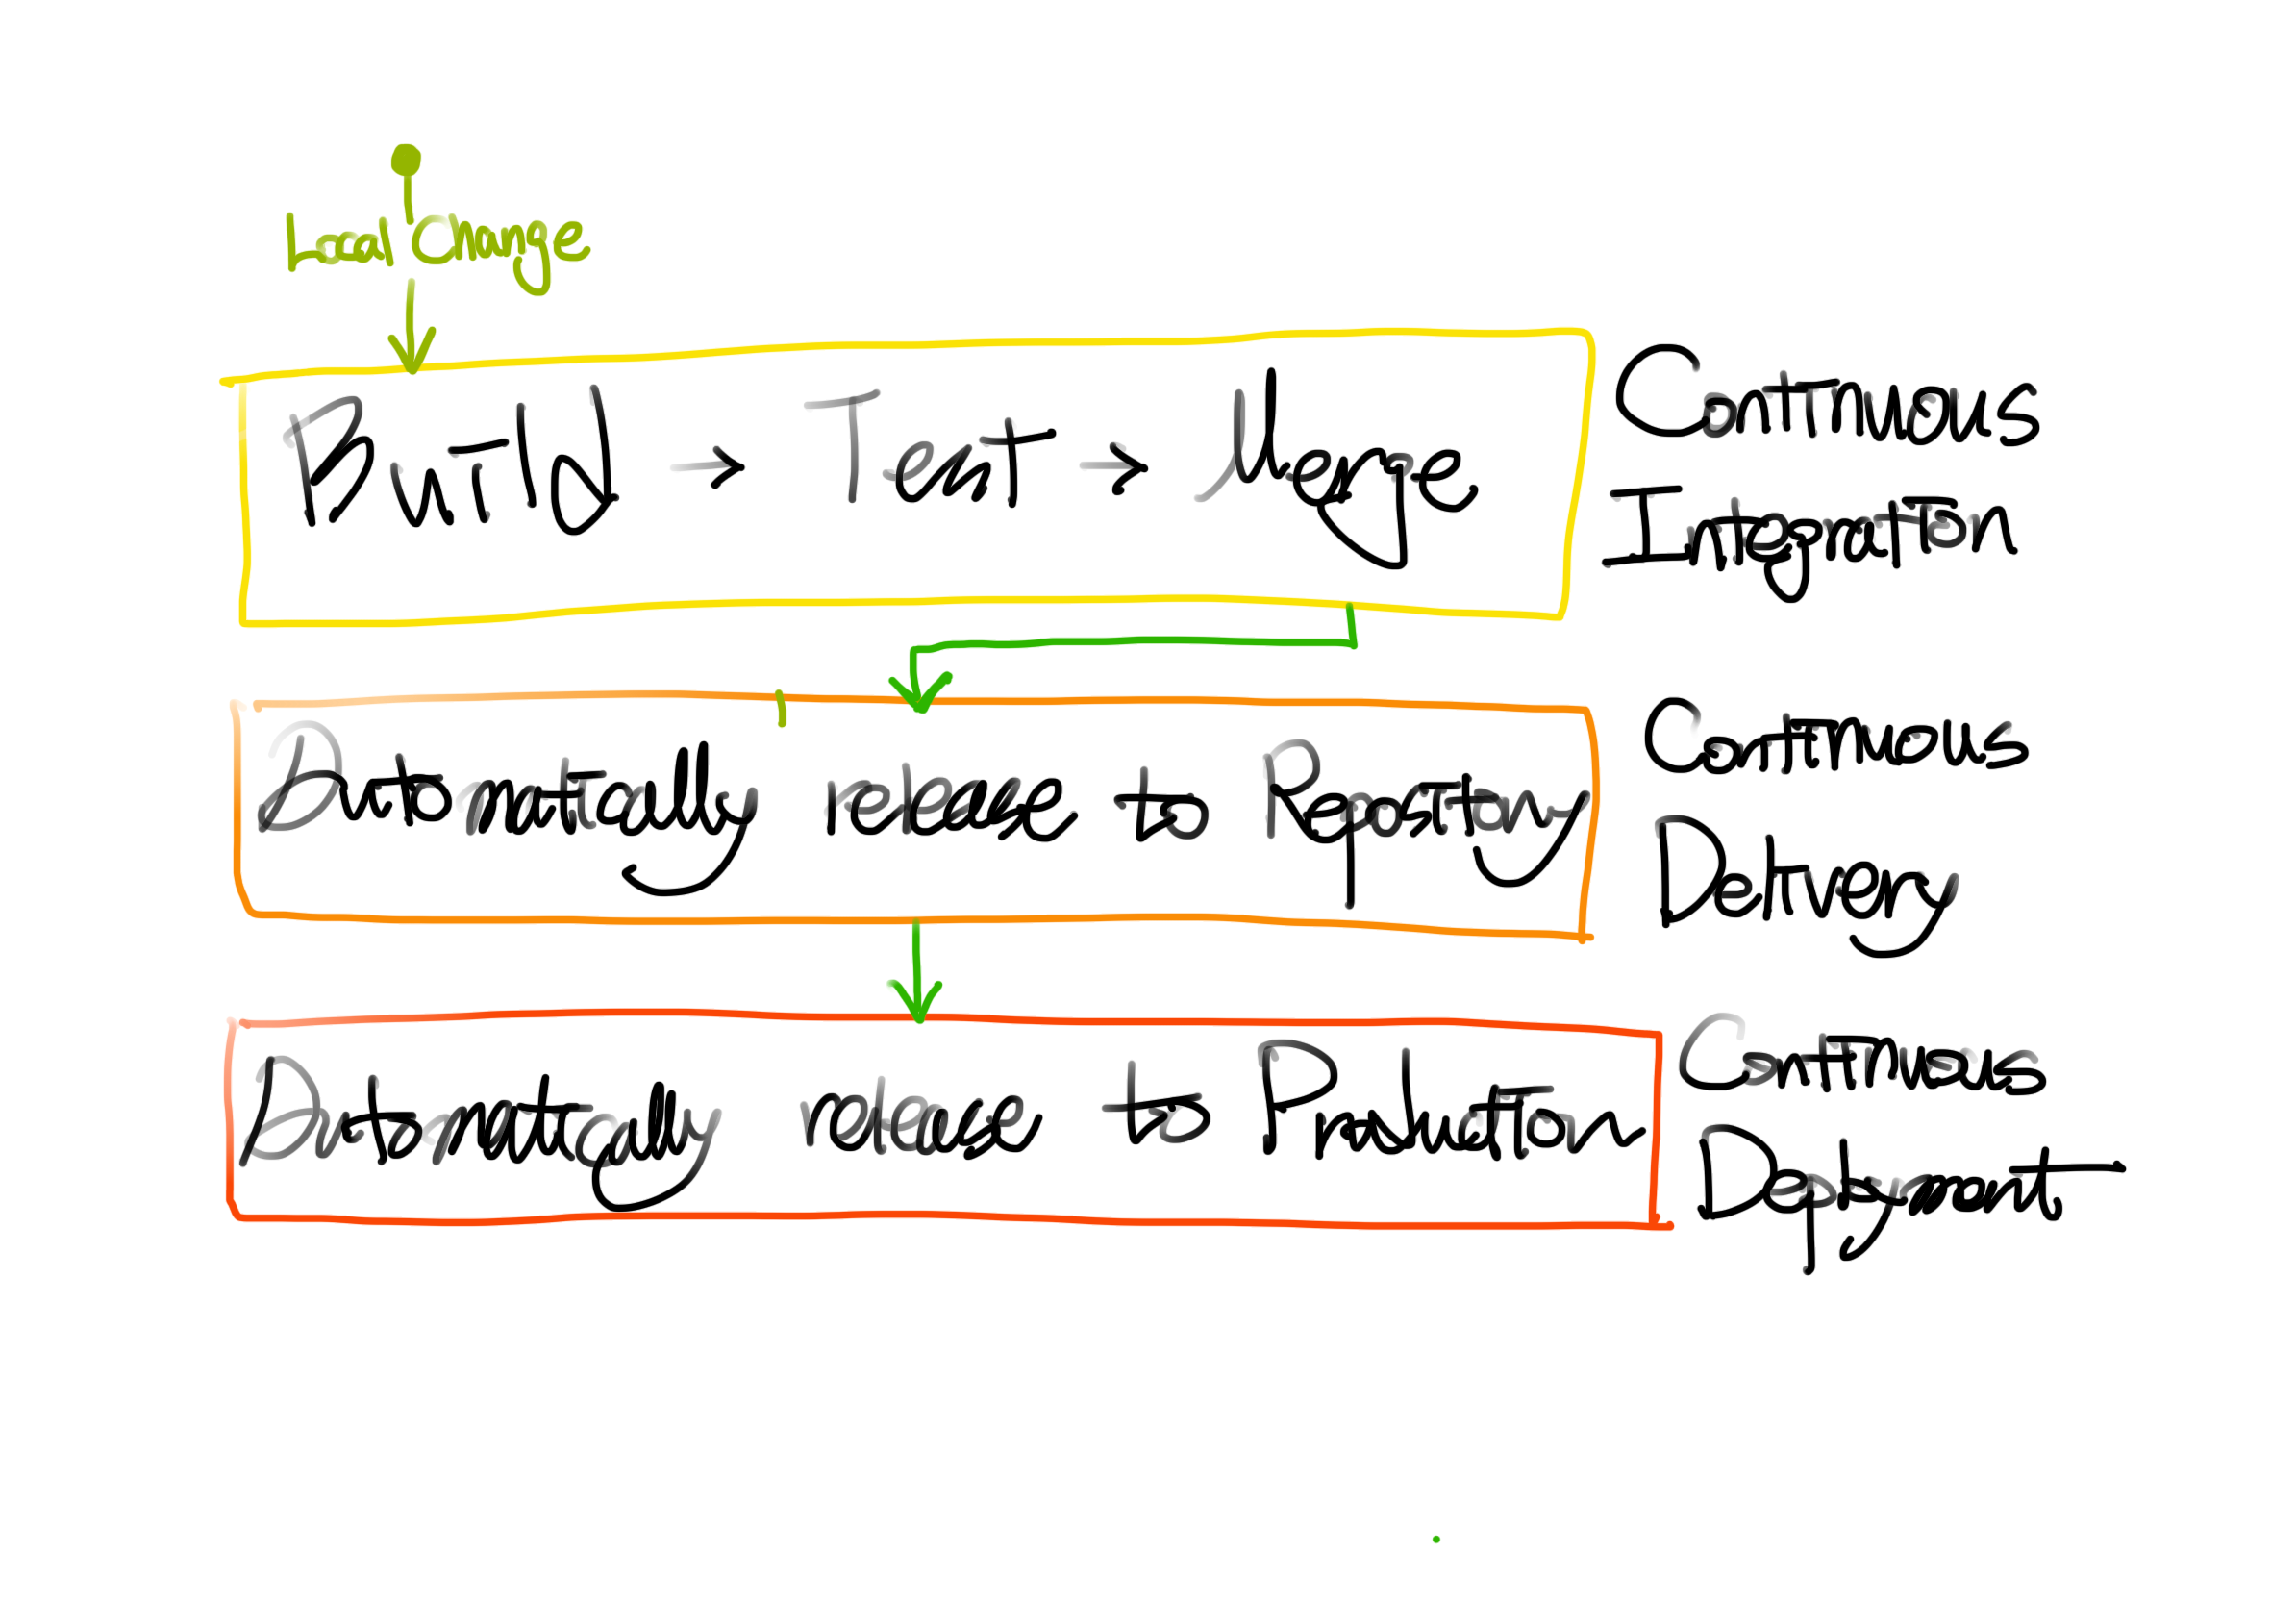 Local Change
Build → Test → Merge
Continuous
Integration
Automatically release to Repository
Continuous
Delivery
Automatically release to Production
Continuous
Deployment